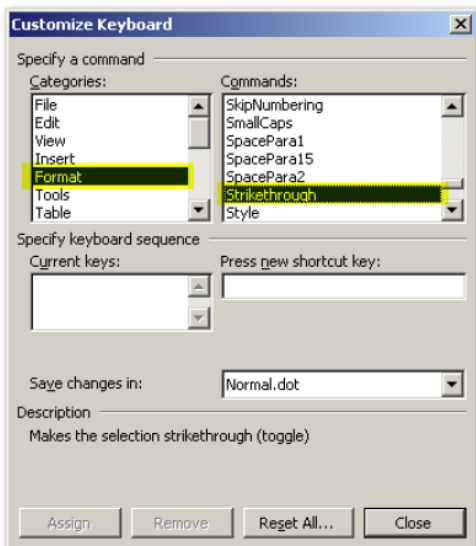 Customize Keyboard
Specify a command
Categories:
File
Edit
View
Insert
Format
Tools
Table
Commands:
SkipNumbering
SmallCaps
SpacePara1
SpacePara15
SpacePara2
Strikethrough
Style
Specify keyboard sequence
Current keys:
Press new shortcut key:
Save changes in:
Normal.dot
Description
Makes the selection strikethrough (toggle)
Assign
Remove
Reset All...
Close